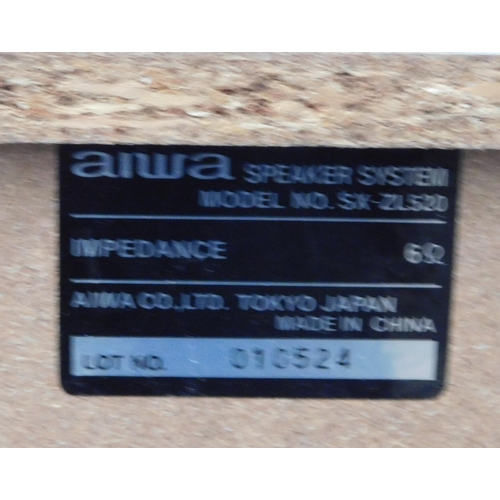 aiwa SPEAKER SYSTEM
MODEL NO. SX-ZL520
IMPEDANCE 6Ω
AIWA CO.,LTD. TOKYO JAPAN
MADE IN CHINA
LOT NO. 010524